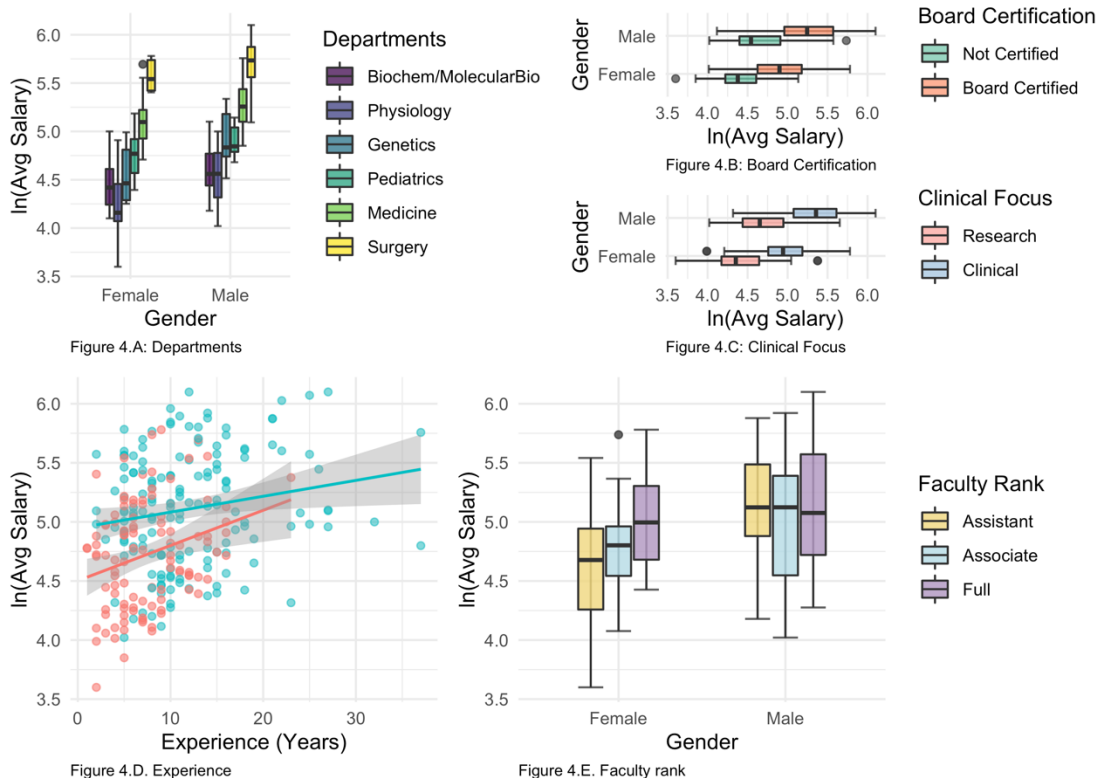 6.0
5.5
5.0
4.5
4.0
3.5
ln(Avg Salary)
Female
Male
Gender
Figure 4.A: Departments
Departments
Biochem/MolecularBio
Physiology
Genetics
Pediatrics
Medicine
Surgery
Gender
Male
Female
3.5 4.0 4.5 5.0 5.5 6.0
ln(Avg Salary)
Figure 4.B: Board Certification
Board Certification
Not Certified
Board Certified
Gender
Male
Female
3.5 4.0 4.5 5.0 5.5 6.0
ln(Avg Salary)
Figure 4.C: Clinical Focus
Clinical Focus
Research
Clinical
6.0
5.5
5.0
4.5
4.0
3.5
ln(Avg Salary)
0 10 20 30
Experience (Years)
Figure 4.D. Experience
6.0
5.5
5.0
4.5
4.0
3.5
ln(Avg Salary)
Female
Male
Gender
Figure 4.E. Faculty rank
Faculty Rank
Assistant
Associate
Full